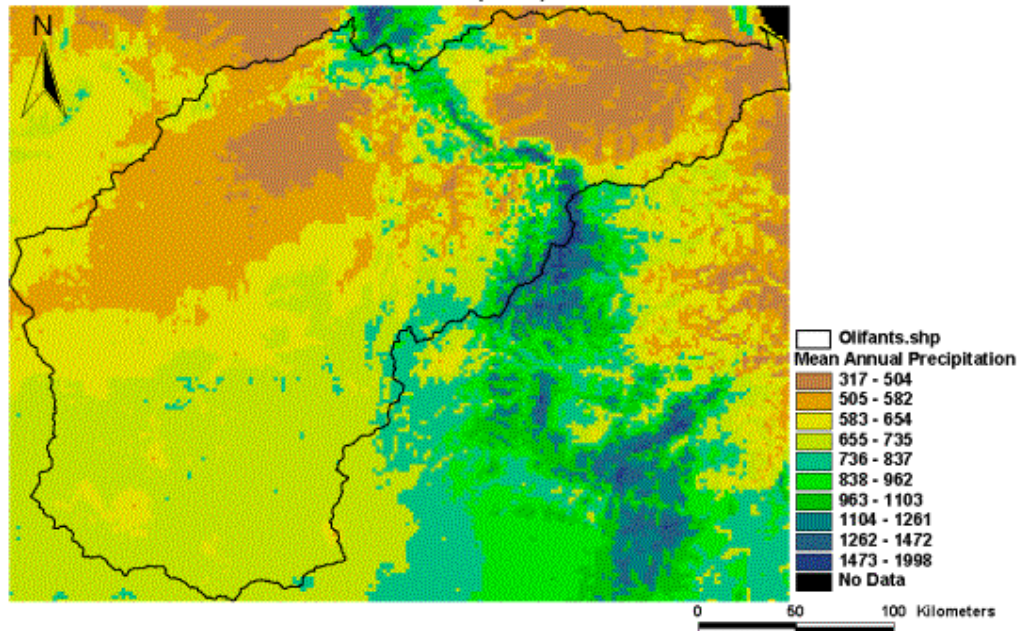 N
Olifants.shp
Mean Annual Precipitation
317 - 504
505 - 582
583 - 654
655 - 735
736 - 837
838 - 962
963 - 1103
1104 - 1261
1262 - 1472
1473 - 1998
No Data
0 50 100 Kilometers